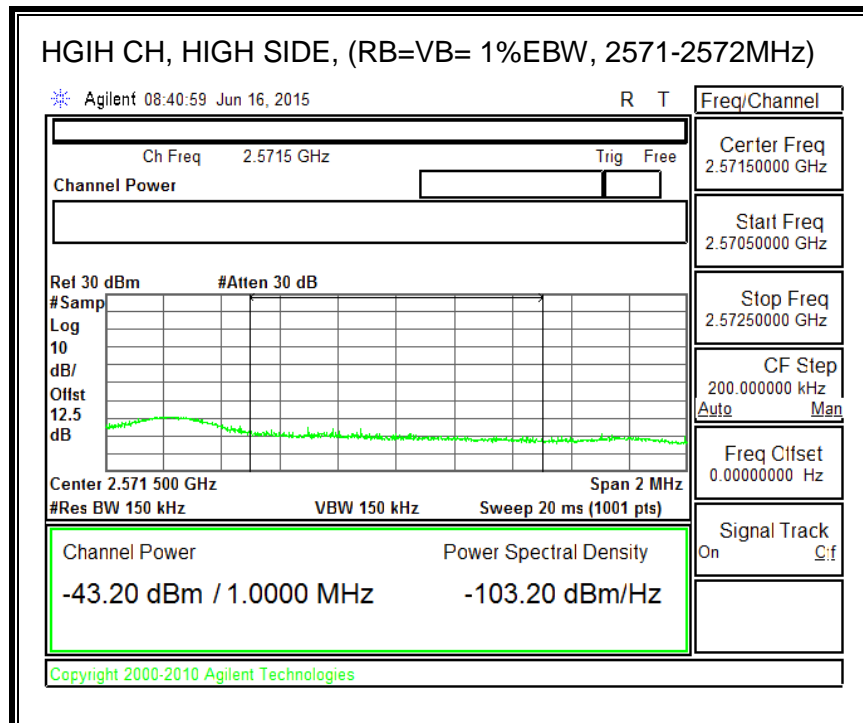 HGIH CH, HIGH SIDE, (RB=VB= 1%EBW, 2571-2572MHz)
Agilent 08:40:59 Jun 16, 2015 R T
Freq/Channel
Ch Freq 2.5715 GHz Trig Free
Channel Power
Center Freq
2.57150000 GHz
Start Freq
2.57050000 GHz
Stop Freq
2.57250000 GHz
CF Step
200.000000 kHz
Auto Man
Freq Offset
0.00000000 Hz
Signal Track
On Off
Ref 30 dBm #Atten 30 dB
#Samp
Log
10
dB/
Offst
12.5
dB
Center 2.571 500 GHz Span 2 MHz
#Res BW 150 kHz VBW 150 kHz Sweep 20 ms (1001 pts)
Channel Power Power Spectral Density
-43.20 dBm / 1.0000 MHz -103.20 dBm/Hz
Copyright 2000-2010 Agilent Technologies